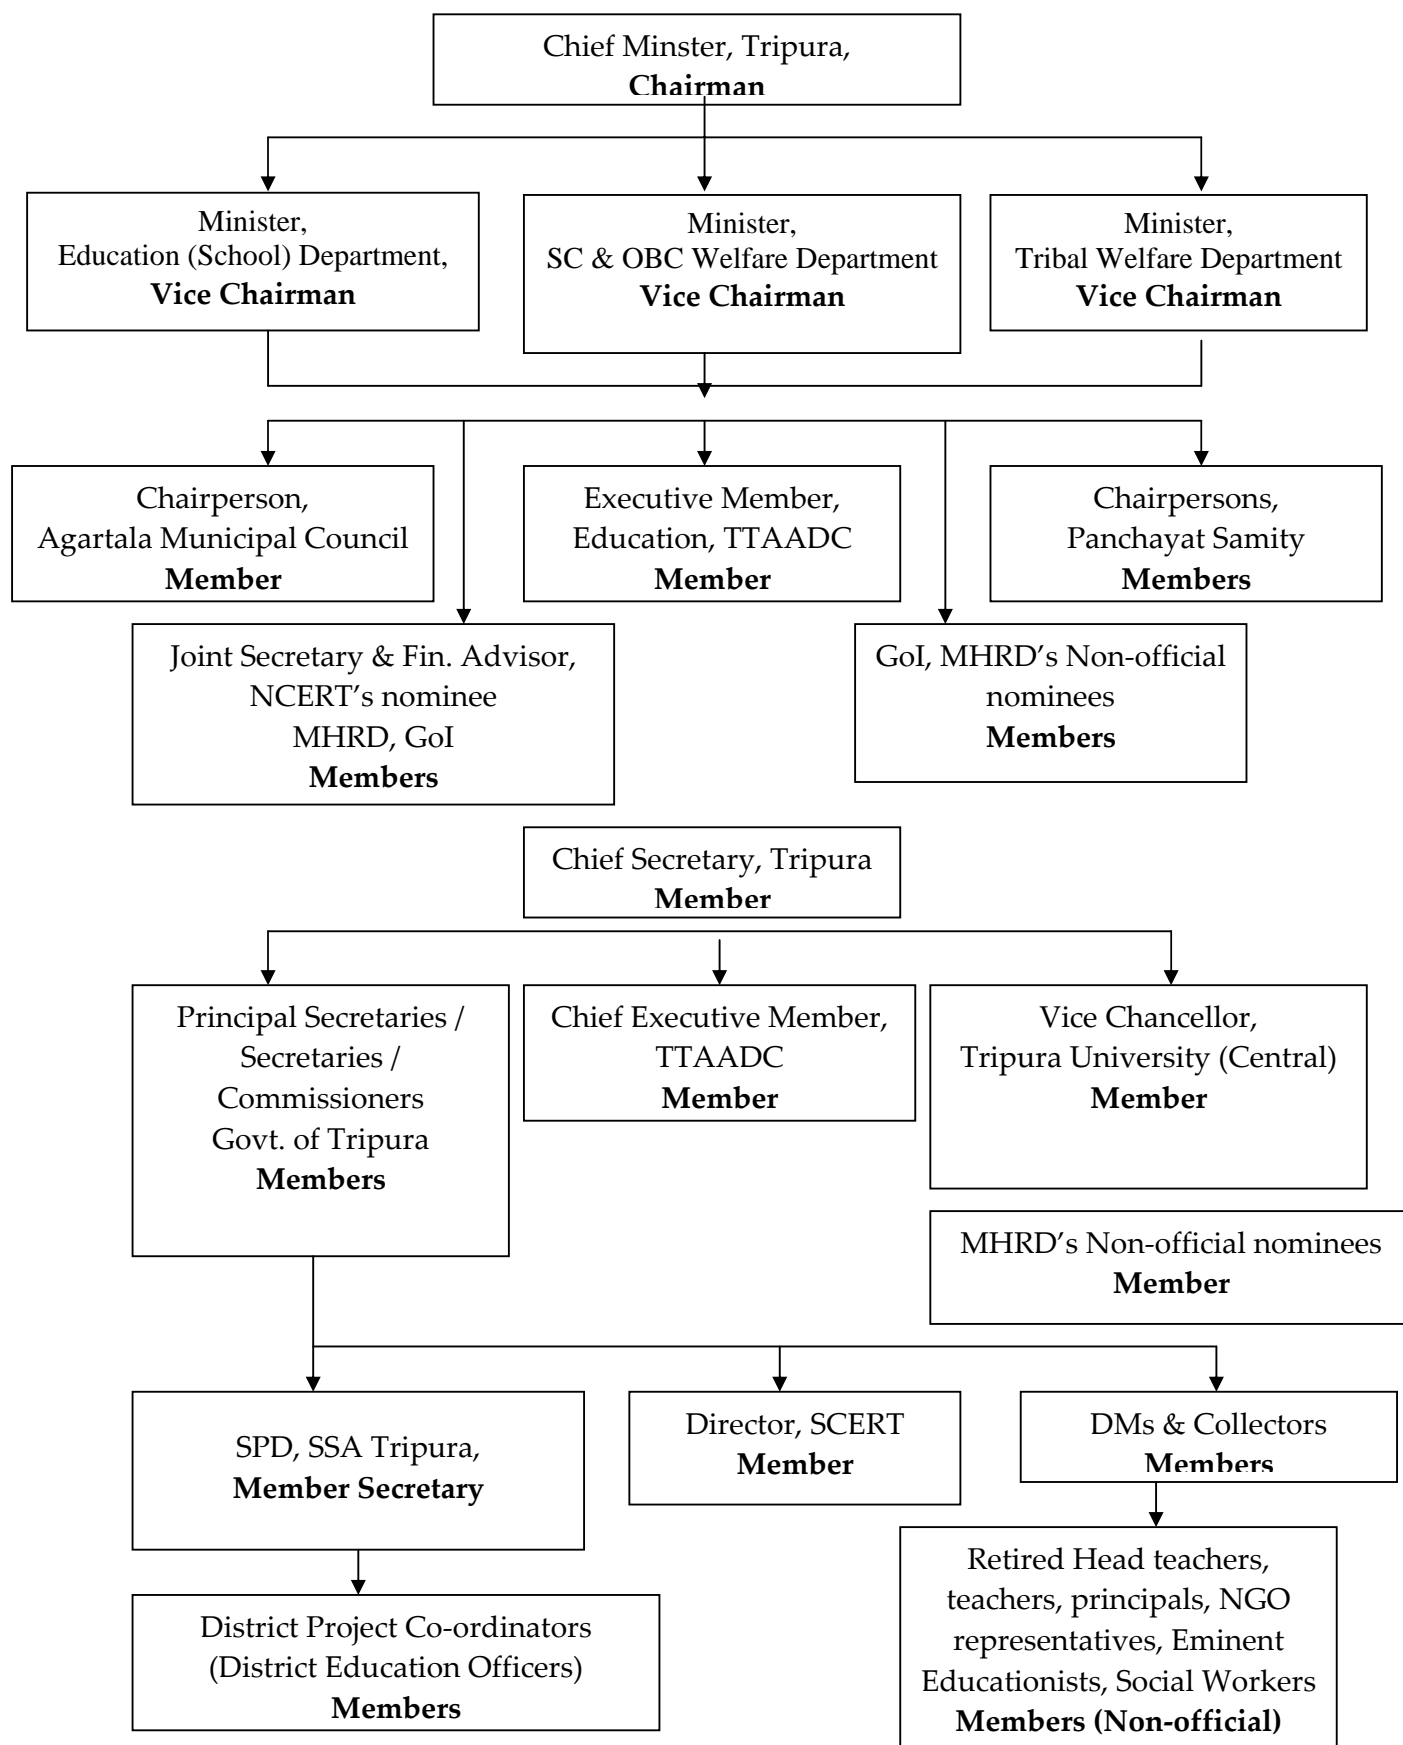 Chief Minster, Tripura,
Chairman
Minister,
Education (School) Department,
Vice Chairman
Minister,
SC & OBC Welfare Department
Vice Chairman
Minister,
Tribal Welfare Department
Vice Chairman
Chairperson,
Agartala Municipal Council
Member
Executive Member,
Education, TTAADC
Member
Chairpersons,
Panchayat Samity
Members
Joint Secretary & Fin. Advisor,
NCERT’s nominee
MHRD, GoI
Members
GoI, MHRD’s Non-official
nominees
Members
Chief Secretary, Tripura
Member
Principal Secretaries /
Secretaries /
Commissioners
Govt. of Tripura
Members
Chief Executive Member,
TTAADC
Member
Vice Chancellor,
Tripura University (Central)
Member
MHRD’s Non-official nominees
Member
SPD, SSA Tripura,
Member Secretary
Director, SCERT
Member
DMs & Collectors
Members
District Project Co-ordinators
(District Education Officers)
Members
Retired Head teachers,
teachers, principals, NGO
representatives, Eminent
Educationists, Social Workers
Members (Non-official)